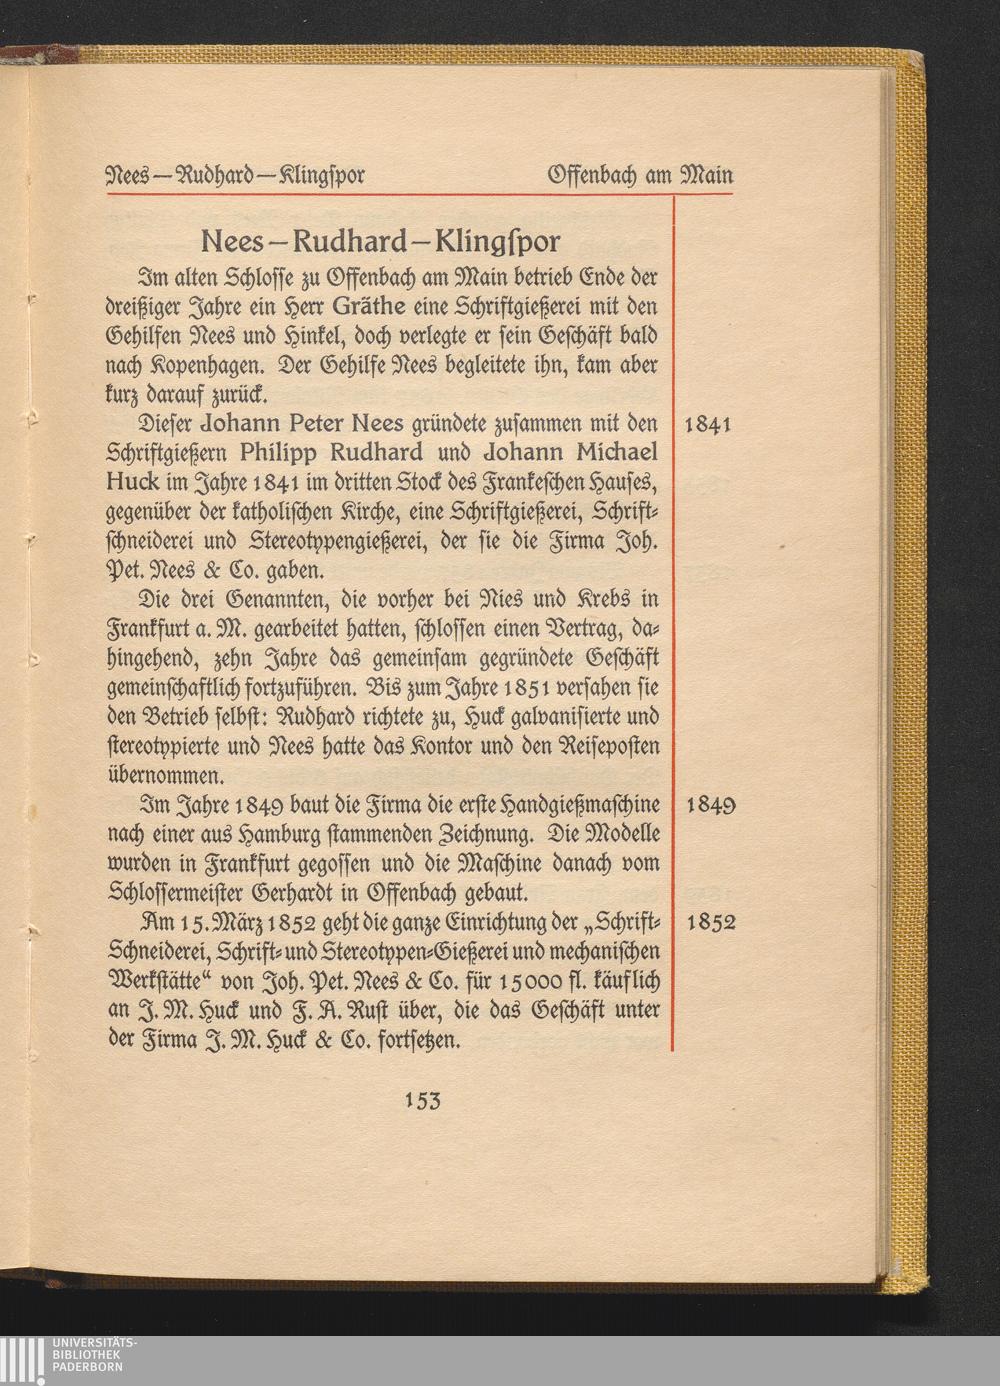 Nees—Rudhard—Klingſpor Offenbach am Main
Nees–Rudhard–Klingſpor
Im alten Schloſſe zu Offenbach am Main betrieb Ende der
dreißiger Jahre ein Herr Gräthe eine Schriftgießerei mit den
Gehilfen Nees und Hinkel, doch verlegte er ſein Geſchäft bald
nach Kopenhagen. Der Gehilfe Nees begleitete ihn, kam aber
kurz darauf zurück.
Dieſer Johann Peter Nees gründete zuſammen mit den 1841
Schriftgießern Philipp Rudhard und Johann Michael
Huck im Jahre 1841 im dritten Stock des Frankeſchen Hauſes,
gegenüber der katholiſchen Kirche, eine Schriftgießerei, Schrift-
ſchneiderei und Stereotypengießerei, der ſie die Firma Joh.
Pet. Nees & Co. gaben.
Die drei Genannten, die vorher bei Nies und Krebs in
Frankfurt a. M. gearbeitet hatten, ſchloſſen einen Vertrag, da-
hingehend, zehn Jahre das gemeinſam gegründete Geſchäft
gemeinſchaftlich fortzuführen. Bis zum Jahre 1851 verſahen ſie
den Betrieb ſelbſt: Rudhard richtete zu, Huck galvaniſierte und
ſtereotypierte und Nees hatte das Kontor und den Reiſepoſten
übernommen.
Im Jahre 1849 baut die Firma die erſte Handgießmaſchine 1849
nach einer aus Hamburg ſtammenden Zeichnung. Die Modelle
wurden in Frankfurt gegoſſen und die Maſchine danach vom
Schloſſermeiſter Gerhardt in Offenbach gebaut.
Am 15. März 1852 geht die ganze Einrichtung der „Schrift- 1852
Schneiderei, Schrift- und Stereotypen-Gießerei und mechaniſchen
Werkſtätte“ von Joh. Pet. Nees & Co. für 15000 fl. käuflich
an J. M. Huck und F. A. Ruſt über, die das Geſchäft unter
der Firma J. M. Huck & Co. fortſetzen.
153
UNIVERSITÄTS-
BIBLIOTHEK
PADERBORN